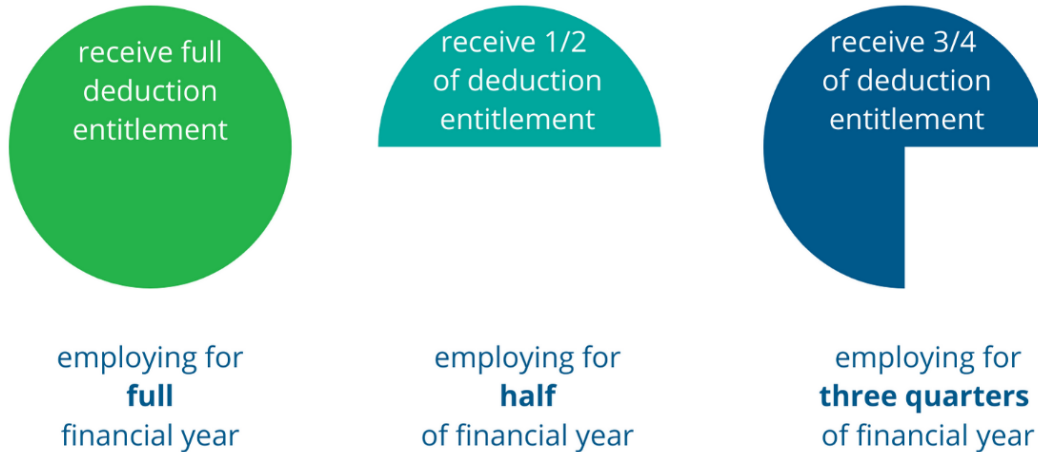 receive full
deduction
entitlement
receive 1/2
of deduction
entitlement
receive 3/4
of deduction
entitlement
employing for
full
financial year
employing for
half
of financial year
employing for
three quarters
of financial year